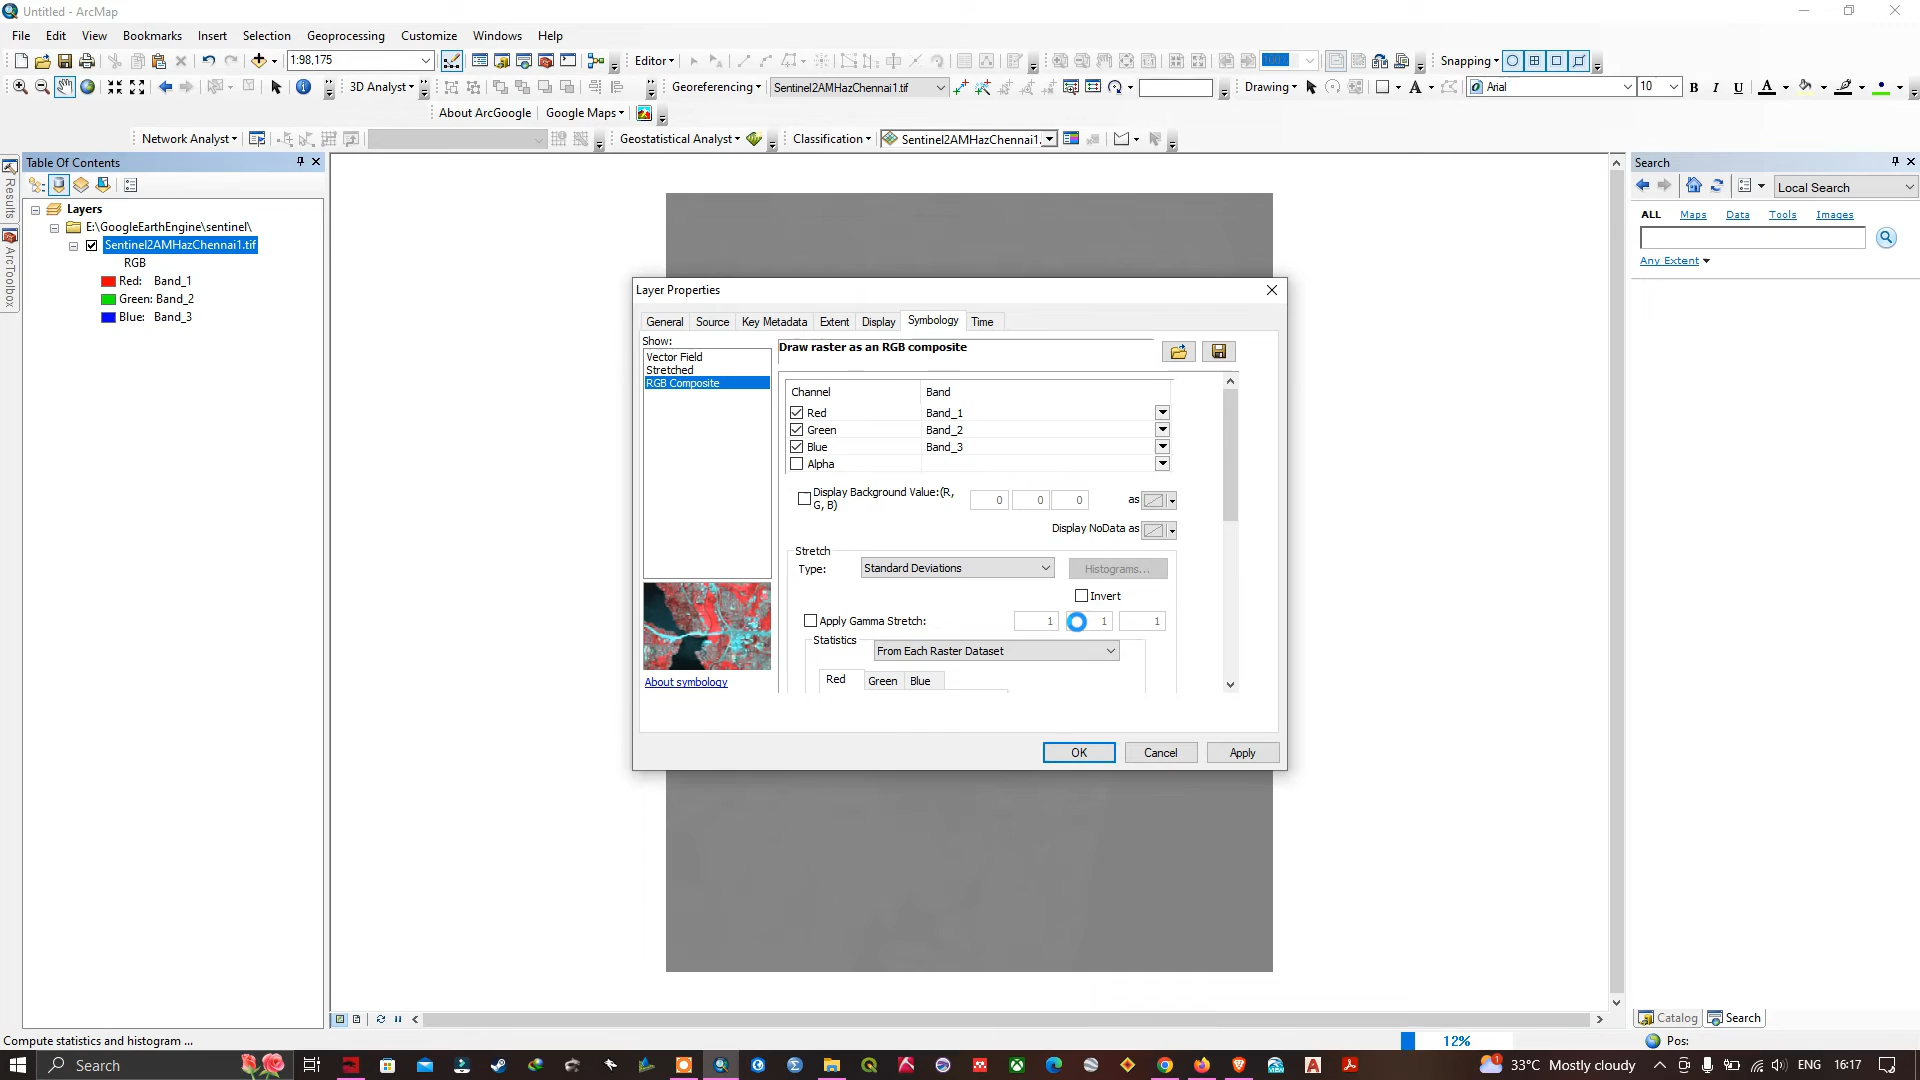 Untitled - ArcMap
File Edit View Bookmarks Insert Selection Geoprocessing Customize Windows Help
1:98,175 Editor 100% Snapping
3D Analyst Georeferencing Sentinel2AMHazChennai1.tif Drawing A Arial 10 B I U A
About ArcGoogle Google Maps
Network Analyst Geostatistical Analyst Classification Sentinel2AMHazChennai1.
Table Of Contents
Layers
E:\GoogleEarthEngine\sentinel\
Sentinel2AMHazChennai1.tif
RGB
Red: Band_1
Green: Band_2
Blue: Band_3
Results
ArcToolbox
Layer Properties
General Source Key Metadata Extent Display Symbology Time
Show:
Vector Field
Stretched
RGB Composite
About symbology
Draw raster as an RGB composite
Channel Band
Red Band_1
Green Band_2
Blue Band_3
Alpha
Display Background Value:(R,
G, B) 0 0 0 as
Display NoData as
Stretch
Type: Standard Deviations Histograms...
Invert
Apply Gamma Stretch: 1 1 1
Statistics From Each Raster Dataset
Red Green Blue
OK Cancel Apply
Search
Local Search
ALL Maps Data Tools Images
Any Extent
Catalog Search
Compute statistics and histogram ... 12% Pos:
Search 33°C Mostly cloudy ENG 16:17